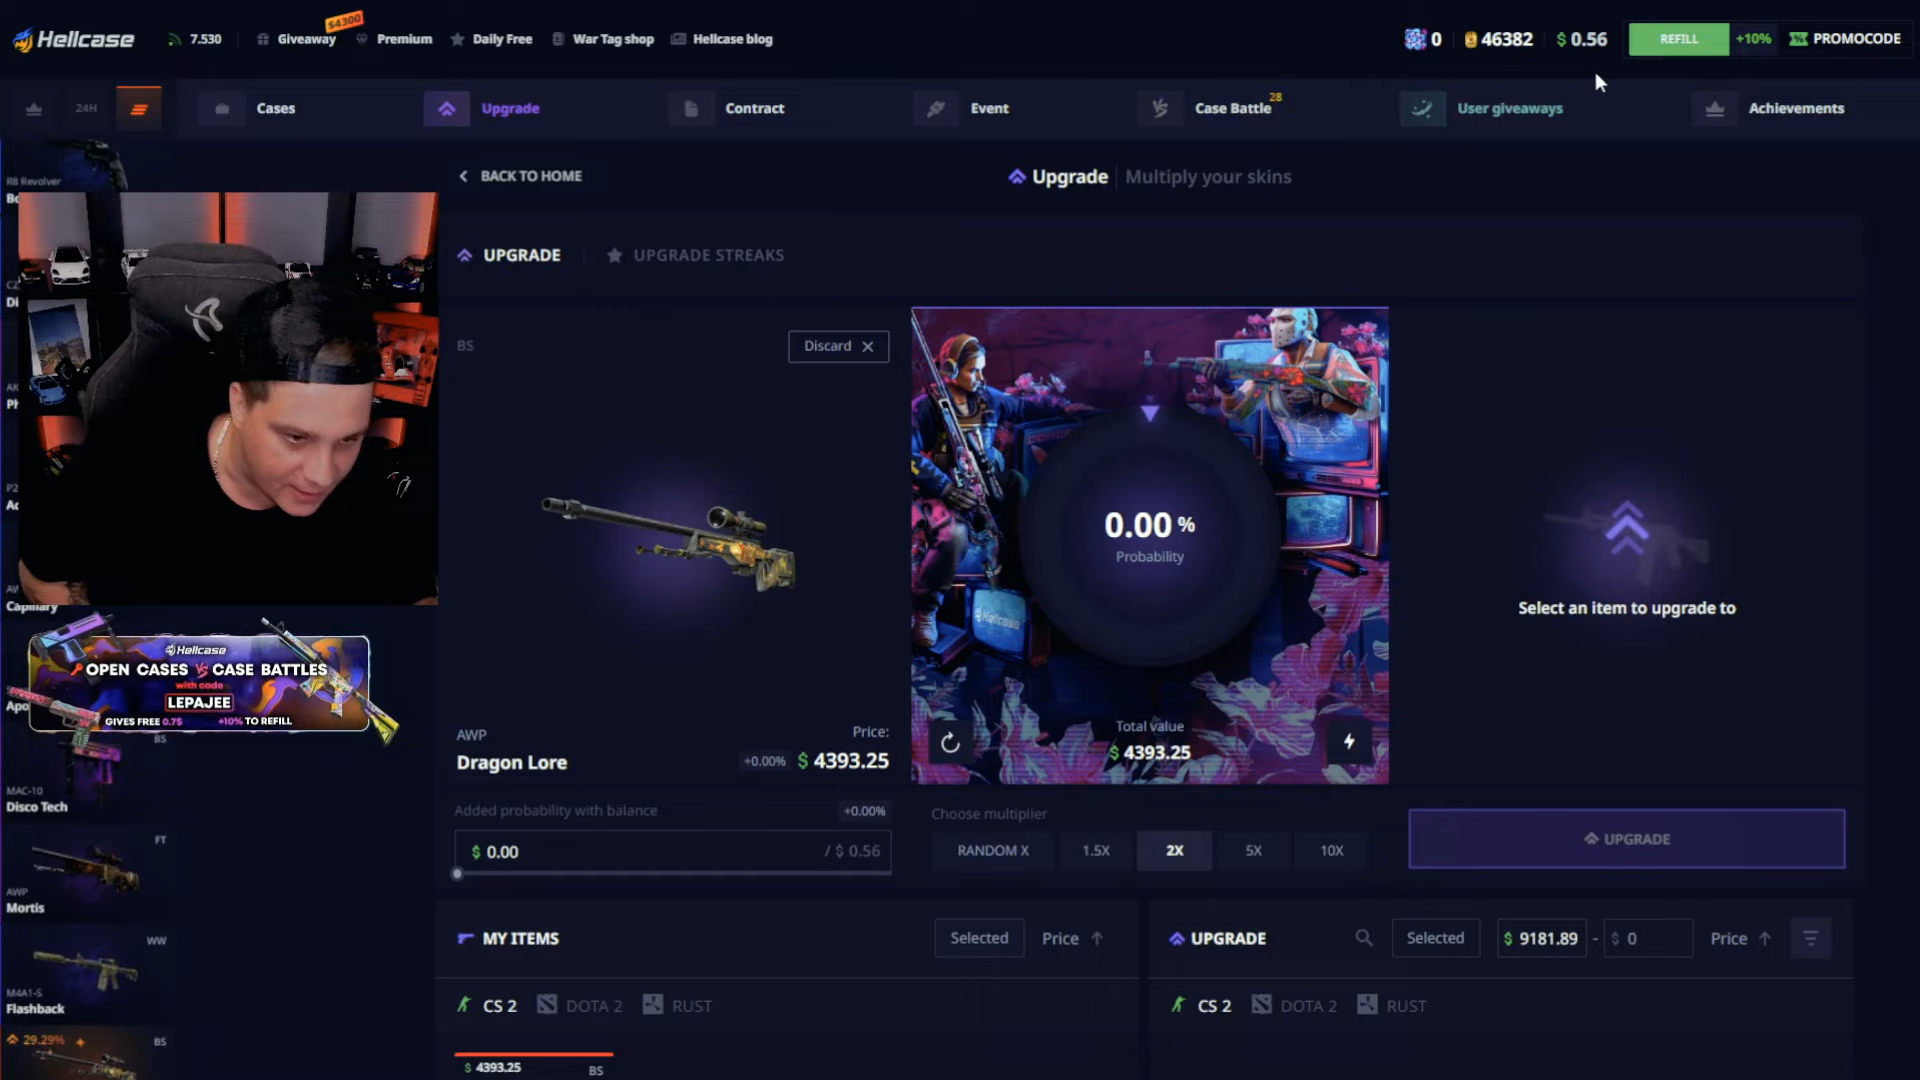 Hellcase
7.530
Giveaway
$4300
Premium
Daily Free
War Tag shop
Hellcase blog
0
46382
$ 0.56
REFILL
+10%
PROMOCODE
24H
Cases
Upgrade
Contract
Event
Case Battle
28
User giveaways
Achievements
BACK TO HOME
Upgrade
Multiply your skins
UPGRADE
UPGRADE STREAKS
R8 Revolver
BS
Discard
AWP
Dragon Lore
Price:
+0.00%
$ 4393.25
0.00 %
Probability
Hellcase
Total value
$ 4393.25
Select an item to upgrade to
Capillary
Hellcase
OPEN CASES VS CASE BATTLES
with code
LEPAJEE
GIVES FREE 0.7$
+10% TO REFILL
BS
MAC-10
Disco Tech
FT
AWP
Mortis
WW
M4A1-S
Flashback
29.29%
BS
Added probability with balance
+0.00%
$ 0.00
/ $ 0.56
Choose multiplier
RANDOM X
1.5X
2X
5X
10X
UPGRADE
MY ITEMS
Selected
Price
CS 2
DOTA 2
RUST
$ 4393.25
BS
UPGRADE
Selected
$ 9181.89
-
$ 0
Price
CS 2
DOTA 2
RUST